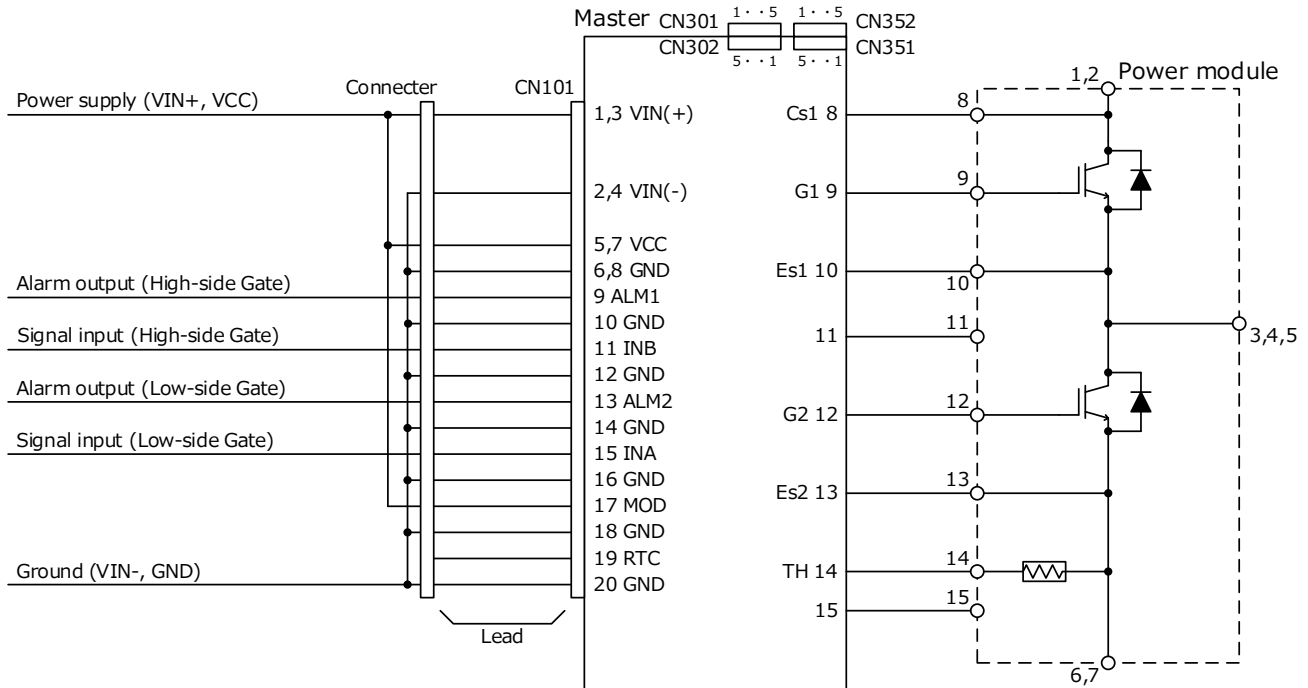 Master CN301 1・・5 1・・5 CN352
CN302 5・・1 5・・1 CN351
Connecter CN101
1,2 Power module
Power supply (VIN+, VCC)
1,3 VIN(+)
Cs1 8
8
2,4 VIN(-)
G1 9
9
5,7 VCC
6,8 GND
Es1 10
10
Alarm output (High-side Gate)
9 ALM1
10 GND
3,4,5
Signal input (High-side Gate)
11 INB
11
11
12 GND
Alarm output (Low-side Gate)
13 ALM2
G2 12
12
14 GND
Signal input (Low-side Gate)
15 INA
16 GND
Es2 13
13
17 MOD
18 GND
19 RTC
TH 14
14
Ground (VIN-, GND)
20 GND
15
15
Lead
6,7